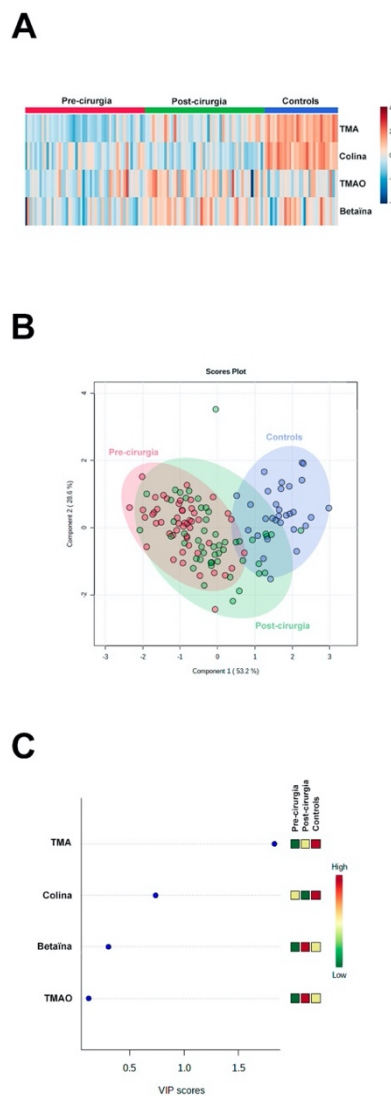 A
Pre-cirurgia Post-cirurgia Controls
TMA
Colina
TMAO
Betaïna
B
Scores Plot
Pre-cirurgia
Controls
Post-cirurgia
Component 2 ( 28.6 %)
4
2
0
-2
-3 -2 -1 0 1 2 3
Component 1 ( 53.2 %)
C
Pre-cirurgia
Post-cirurgia
Controls
TMA
Colina
Betaïna
TMAO
High
Low
0.5 1.0 1.5
VIP scores